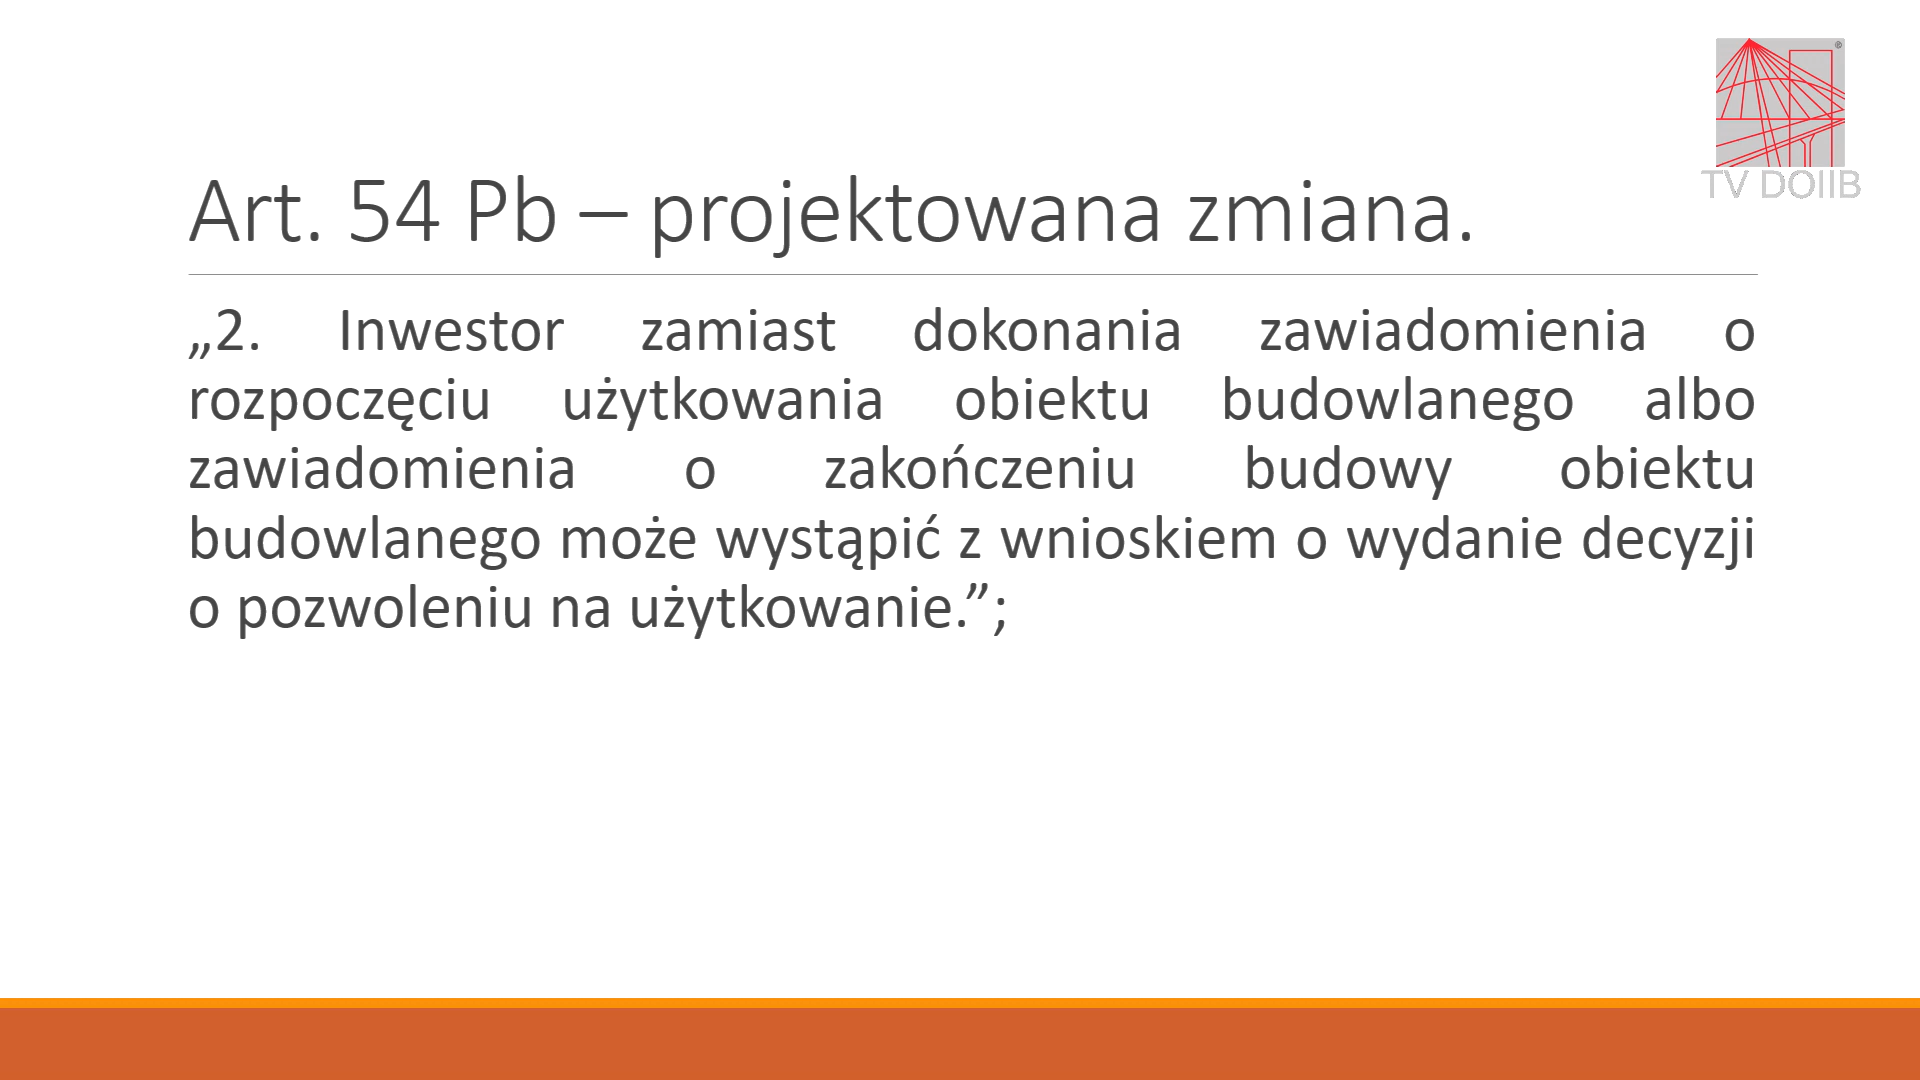 TV DOIIB
Art. 54 Pb – projektowana zmiana.
„2. Inwestor zamiast dokonania zawiadomienia o
rozpoczęciu użytkowania obiektu budowlanego albo
zawiadomienia o zakończeniu budowy obiektu
budowlanego może wystąpić z wnioskiem o wydanie decyzji
o pozwoleniu na użytkowanie.”;